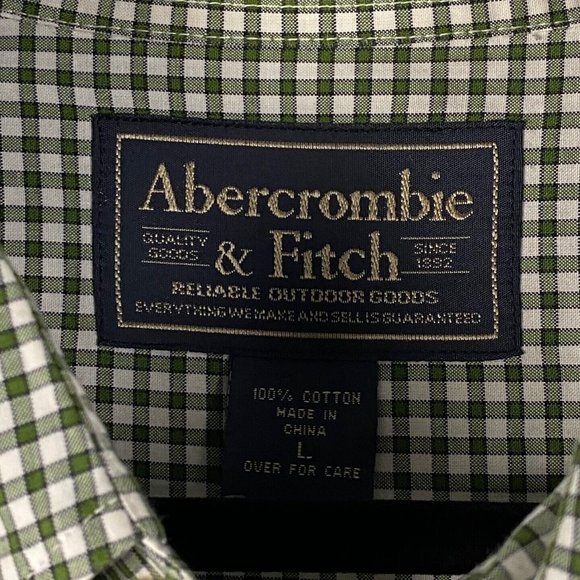 Abercrombie
QUALITY GOODS
& Fitch
SINCE 1892
RELIABLE OUTDOOR GOODS
EVERYTHING WE MAKE AND SELL IS GUARANTEED
100% COTTON
MADE IN
CHINA
L
OVER FOR CARE